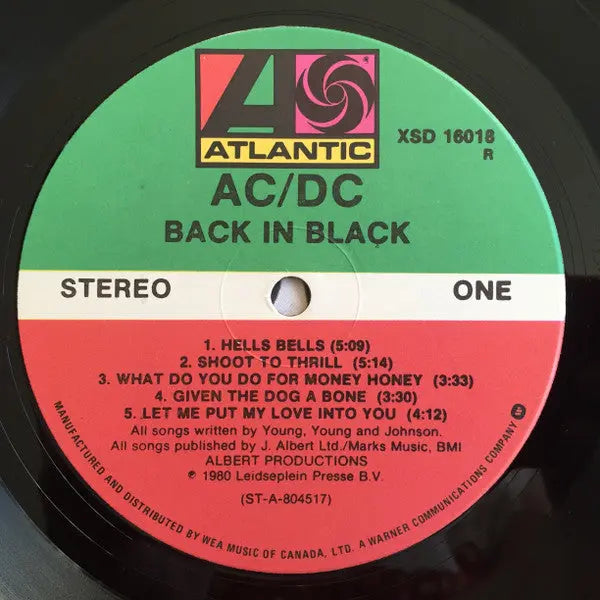 ATLANTIC
XSD 16018
R
AC/DC
BACK IN BLACK
STEREO
ONE
1. HELLS BELLS (5:09)
2. SHOOT TO THRILL (5:14)
3. WHAT DO YOU DO FOR MONEY HONEY (3:33)
4. GIVEN THE DOG A BONE (3:30)
5. LET ME PUT MY LOVE INTO YOU (4:12)
All songs written by Young, Young and Johnson.
All songs published by J. Albert Ltd./Marks Music, BMI
ALBERT PRODUCTIONS
℗ 1980 Leidseplein Presse B.V.
(ST-A-804517)
MANUFACTURED AND DISTRIBUTED BY WEA MUSIC OF CANADA, LTD. A WARNER COMMUNICATIONS COMPANY